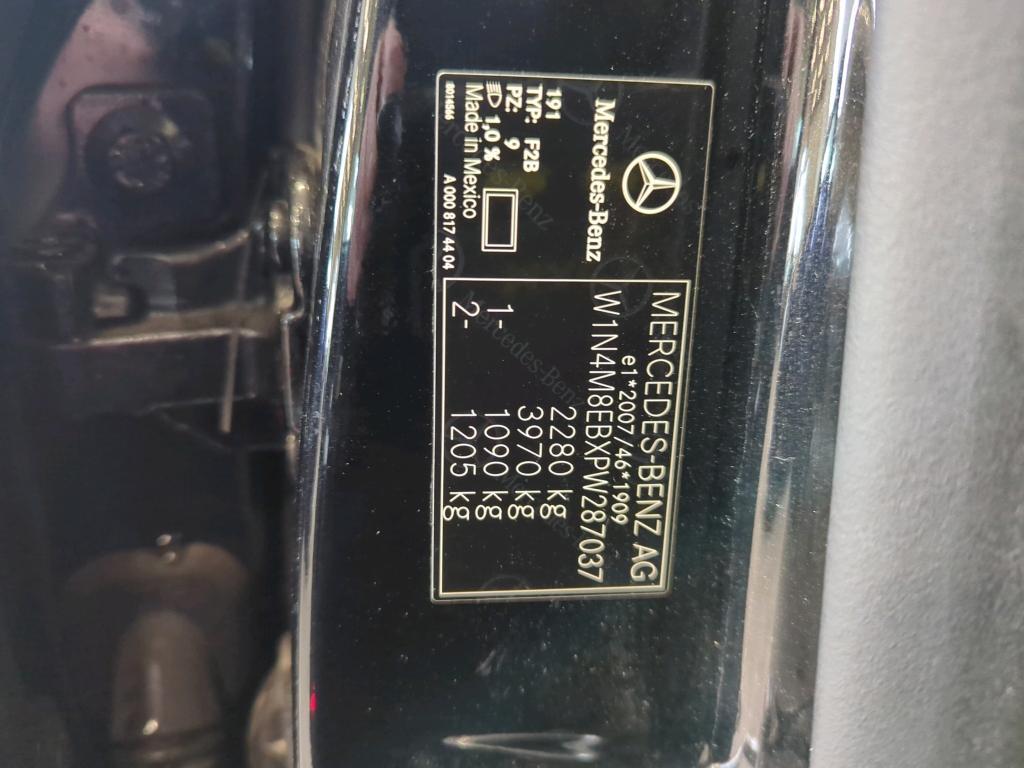 Mercedes-Benz
191
TYP: F2B
PZ: 9
1,0 %
Made in Mexico
8014566
A 000 817 44 04
MERCEDES-BENZ AG
e1*2007/46*1909
W1N4M8EBXPW287037
2280 kg
3970 kg
1- 1090 kg
2- 1205 kg